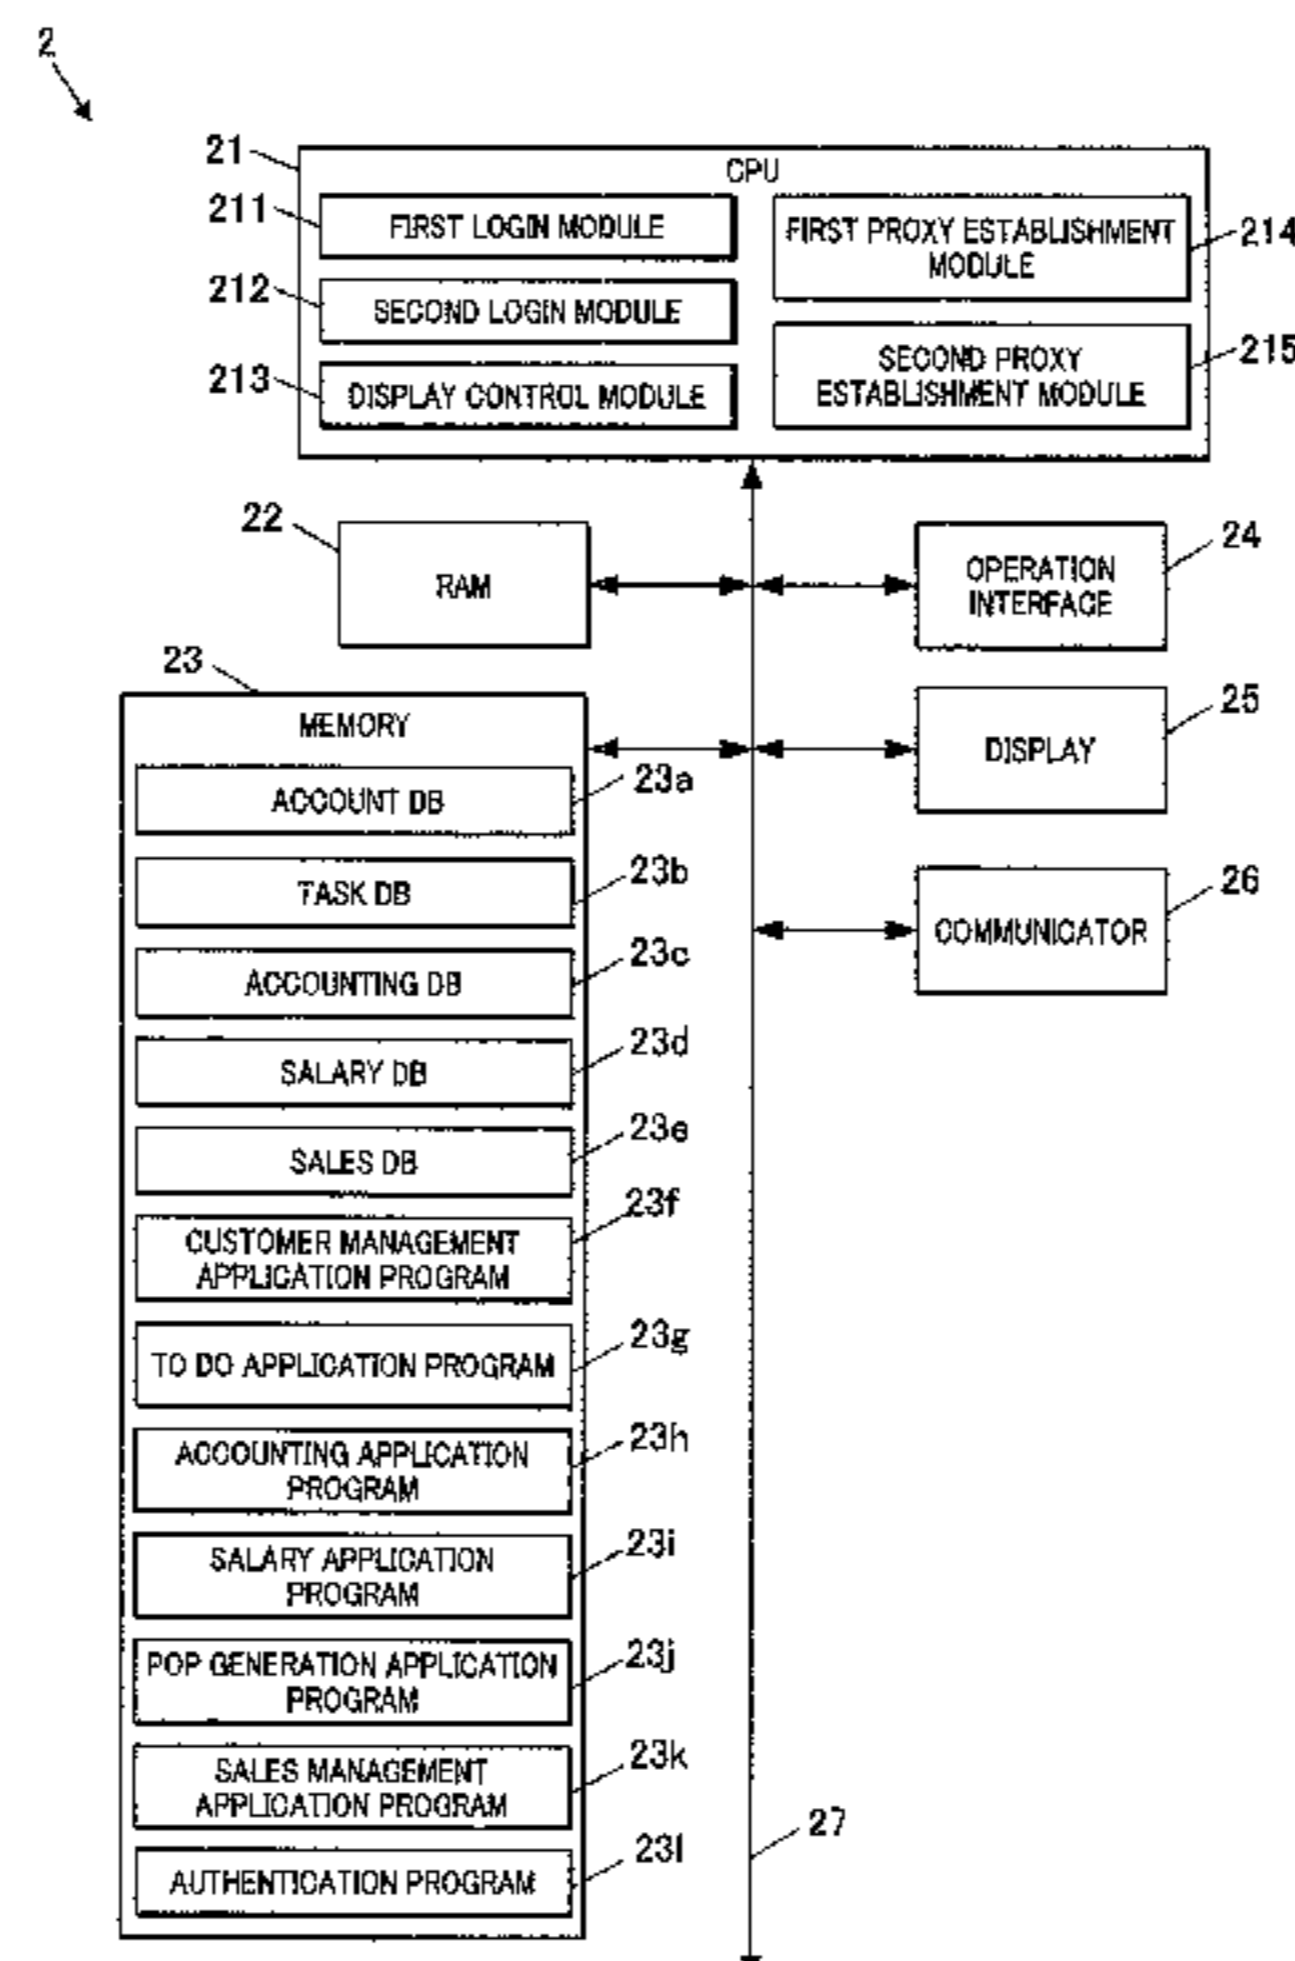 2
21
CPU
211
FIRST LOGIN MODULE
212
SECOND LOGIN MODULE
213
DISPLAY CONTROL MODULE
FIRST PROXY ESTABLISHMENT
MODULE
214
SECOND PROXY
ESTABLISHMENT MODULE
215
22
RAM
24
OPERATION
INTERFACE
23
MEMORY
25
DISPLAY
ACCOUNT DB
23a
TASK DB
23b
26
COMMUNICATOR
ACCOUNTING DB
23c
SALARY DB
23d
SALES DB
23e
CUSTOMER MANAGEMENT
APPLICATION PROGRAM
23f
TO DO APPLICATION PROGRAM
23g
ACCOUNTING APPLICATION
PROGRAM
23h
SALARY APPLICATION
PROGRAM
23i
POP GENERATION APPLICATION
PROGRAM
23j
SALES MANAGEMENT
APPLICATION PROGRAM
23k
27
AUTHENTICATION PROGRAM
23l